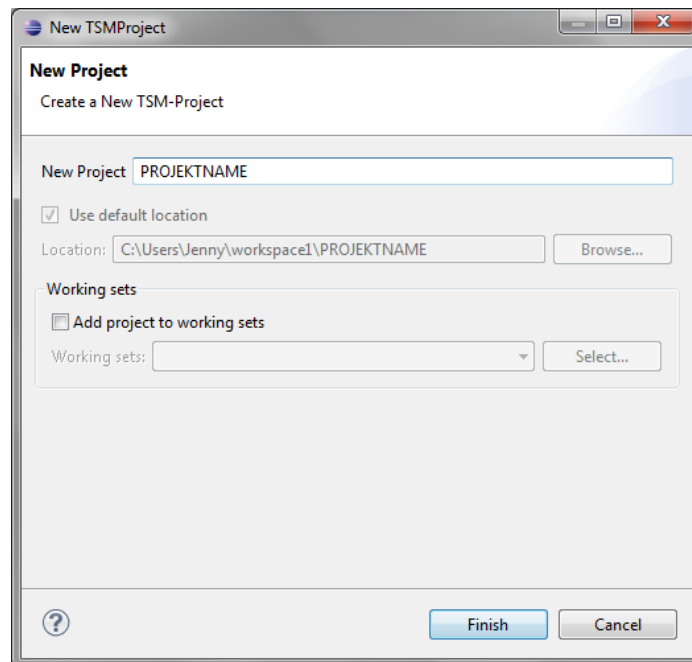 New TSMProject
New Project
Create a New TSM-Project
New Project PROJEKTNAME
Use default location
Location: C:\Users\Jenny\workspace1\PROJEKTNAME Browse...
Working sets
Add project to working sets
Working sets: Select...
? Finish Cancel